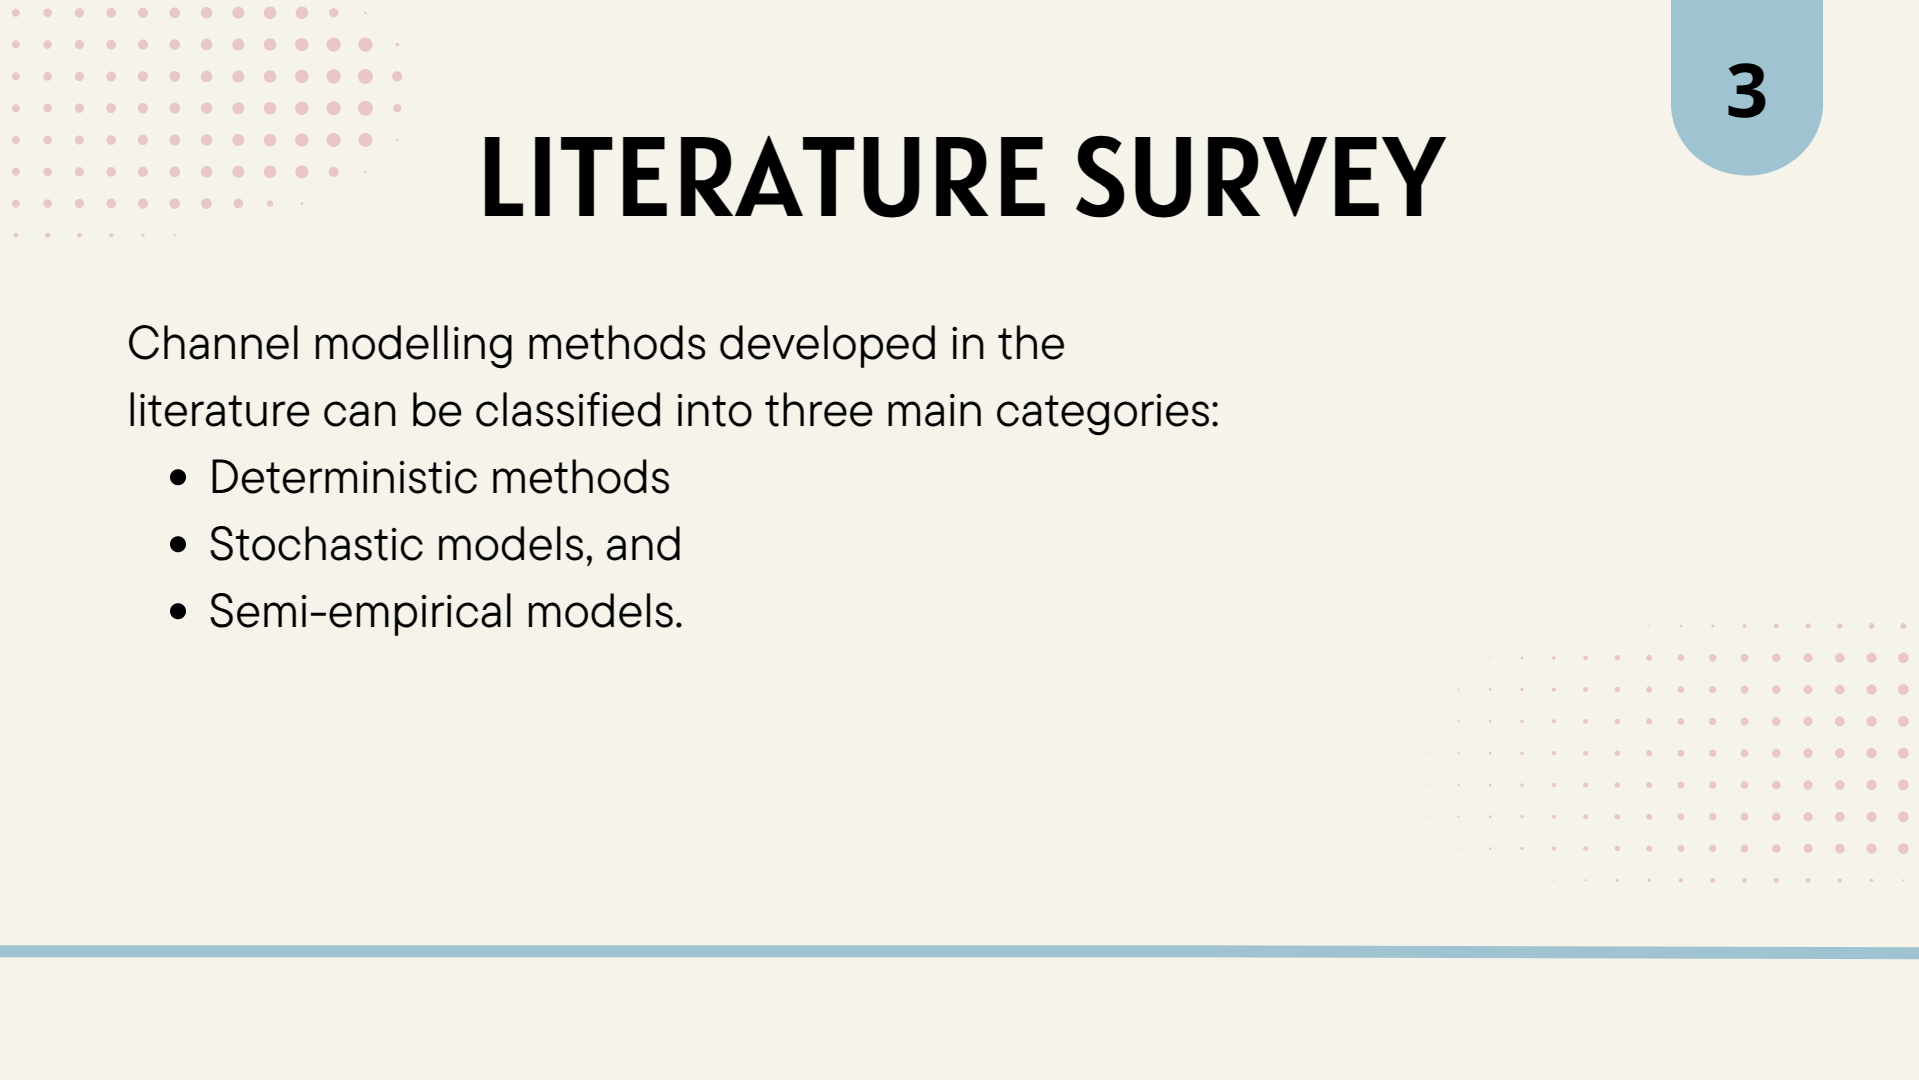 3
LITERATURE SURVEY
Channel modelling methods developed in the
literature can be classified into three main categories:
• Deterministic methods
• Stochastic models, and
• Semi-empirical models.